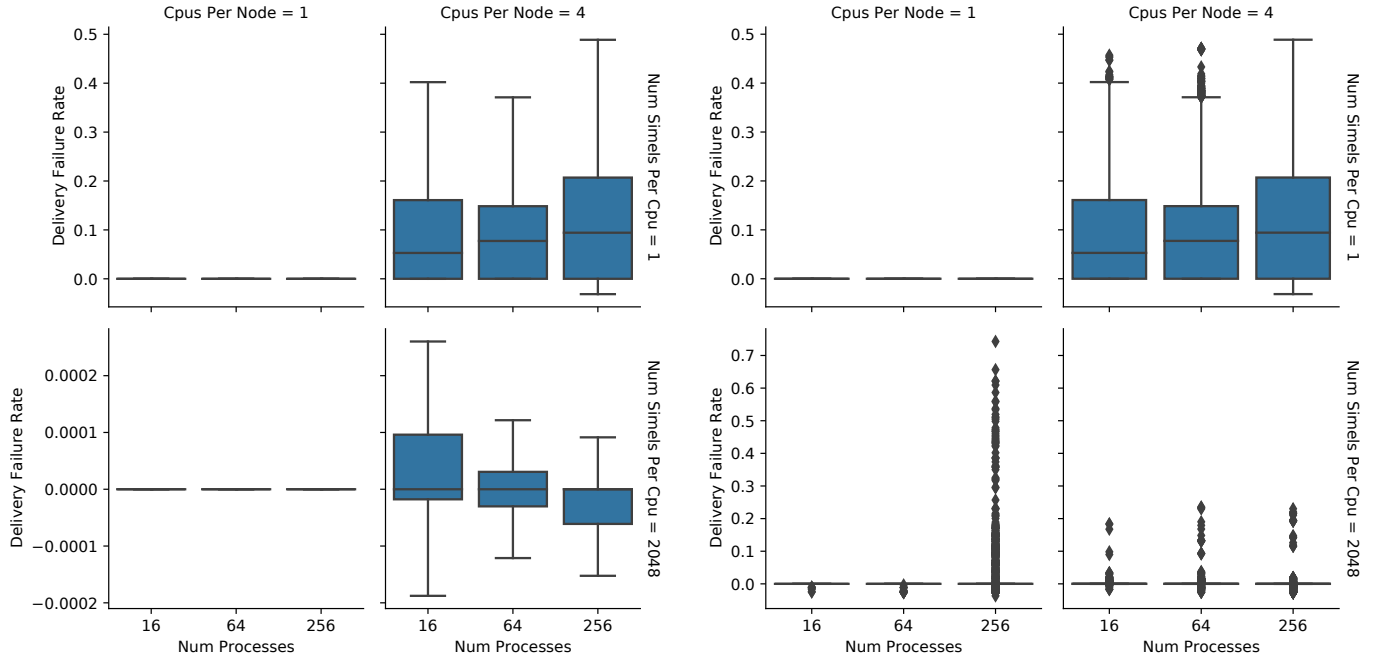 Cpus Per Node = 1
Cpus Per Node = 4
Delivery Failure Rate
0.5
0.4
0.3
0.2
0.1
0.0
Num Simels Per Cpu = 1
Delivery Failure Rate
0.0002
0.0001
0.0000
−0.0001
−0.0002
Num Simels Per Cpu = 2048
16 64 256
Num Processes
16 64 256
Num Processes
Cpus Per Node = 1
Cpus Per Node = 4
Delivery Failure Rate
0.5
0.4
0.3
0.2
0.1
0.0
Num Simels Per Cpu = 1
Delivery Failure Rate
0.7
0.6
0.5
0.4
0.3
0.2
0.1
0.0
Num Simels Per Cpu = 2048
16 64 256
Num Processes
16 64 256
Num Processes